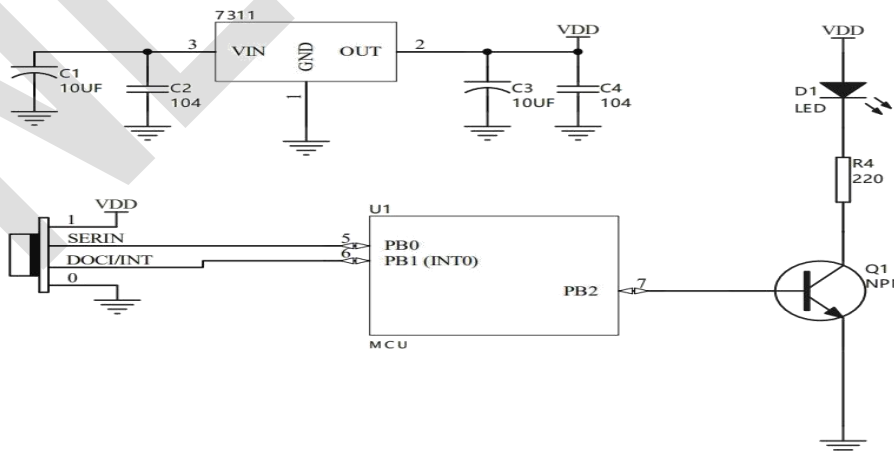 7311
VDD
VDD
3
VIN
GND
OUT
2
1
C1
10UF
C2
104
C3
10UF
C4
104
D1
LED
R4
220
U1
VDD
1
SERIN
5
PB0
DOCI/INT
6
PB1 (INT0)
0
PB2
7
Q1
MCU